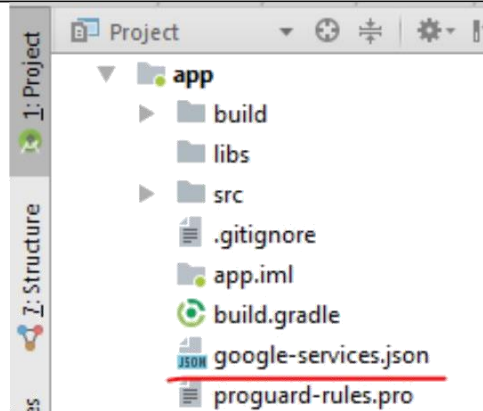 Project
1: Project
app
build
libs
src
.gitignore
7: Structure
app.iml
build.gradle
JSON google-services.json
proguard-rules.pro